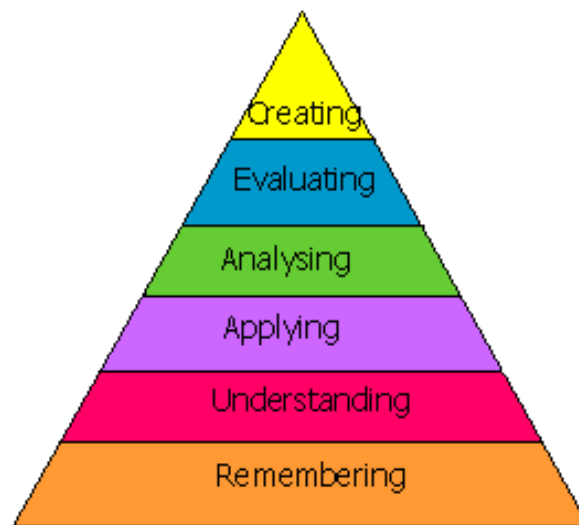 Creating
Evaluating
Analysing
Applying
Understanding
Remembering